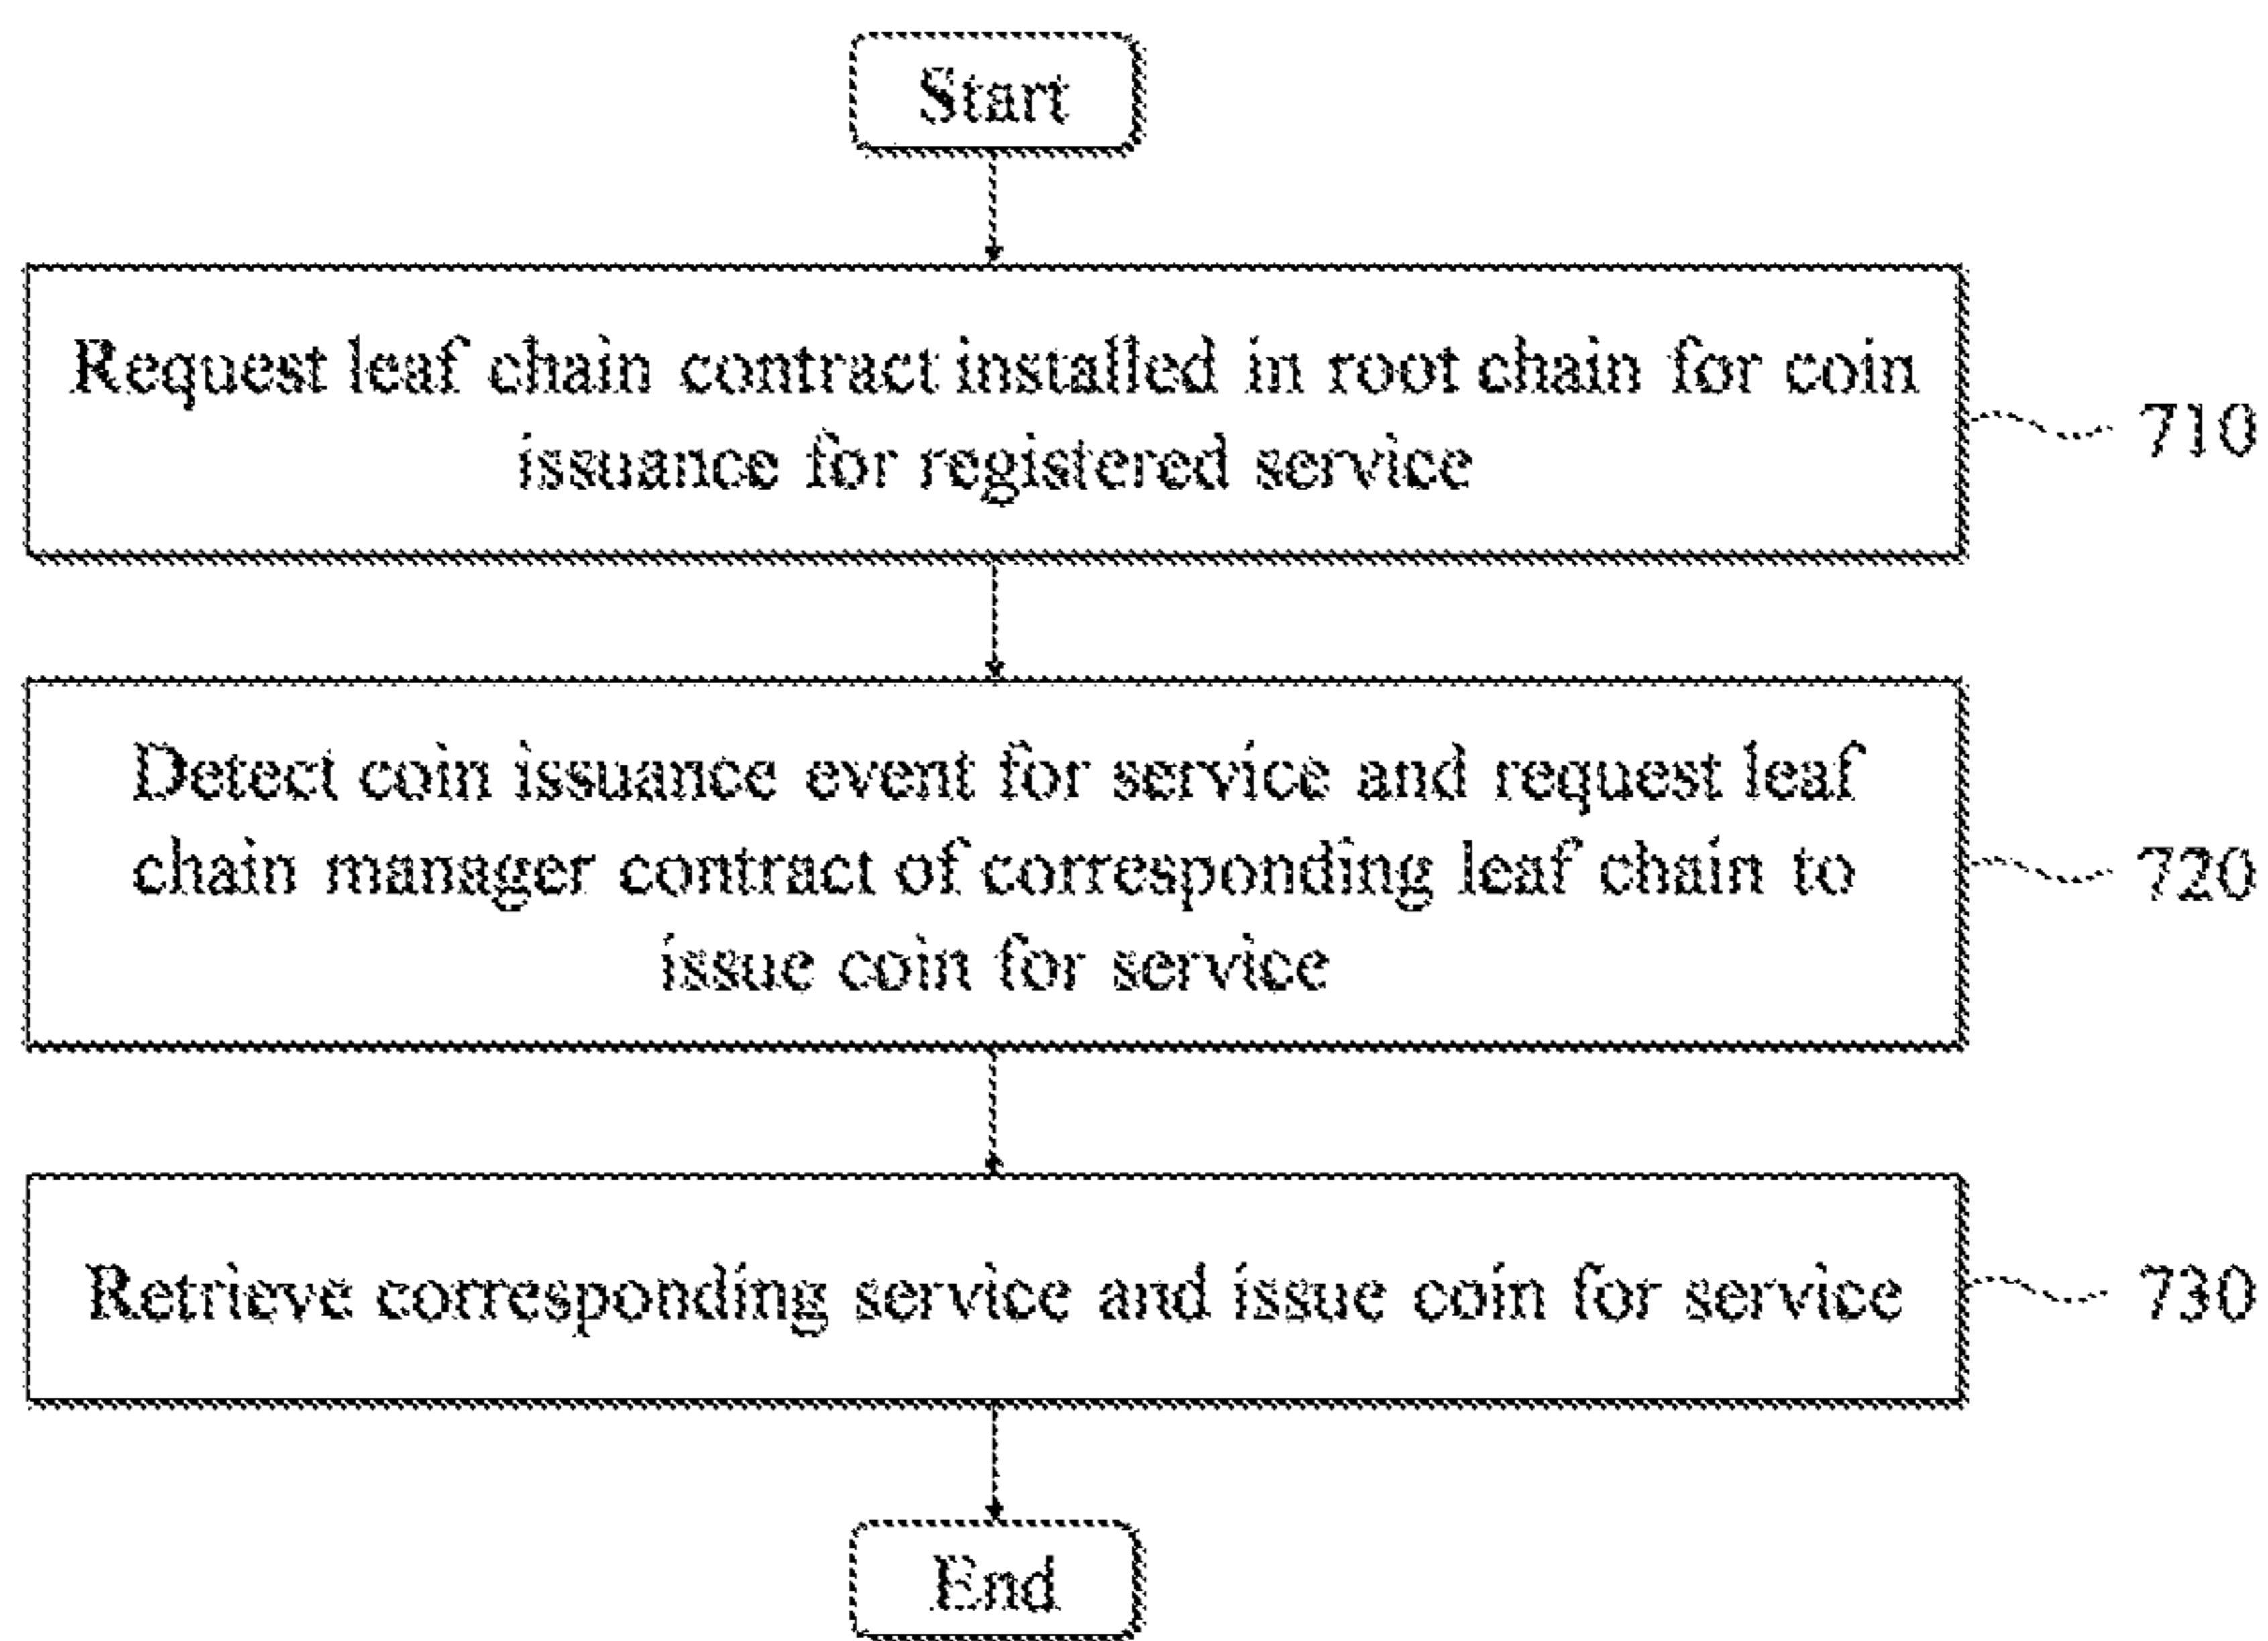 Start
Request leaf chain contract installed in root chain for coin
issuance for registered service
710
Detect coin issuance event for service and request leaf
chain manager contract of corresponding leaf chain to
issue coin for service
720
Retrieve corresponding service and issue coin for service
730
End